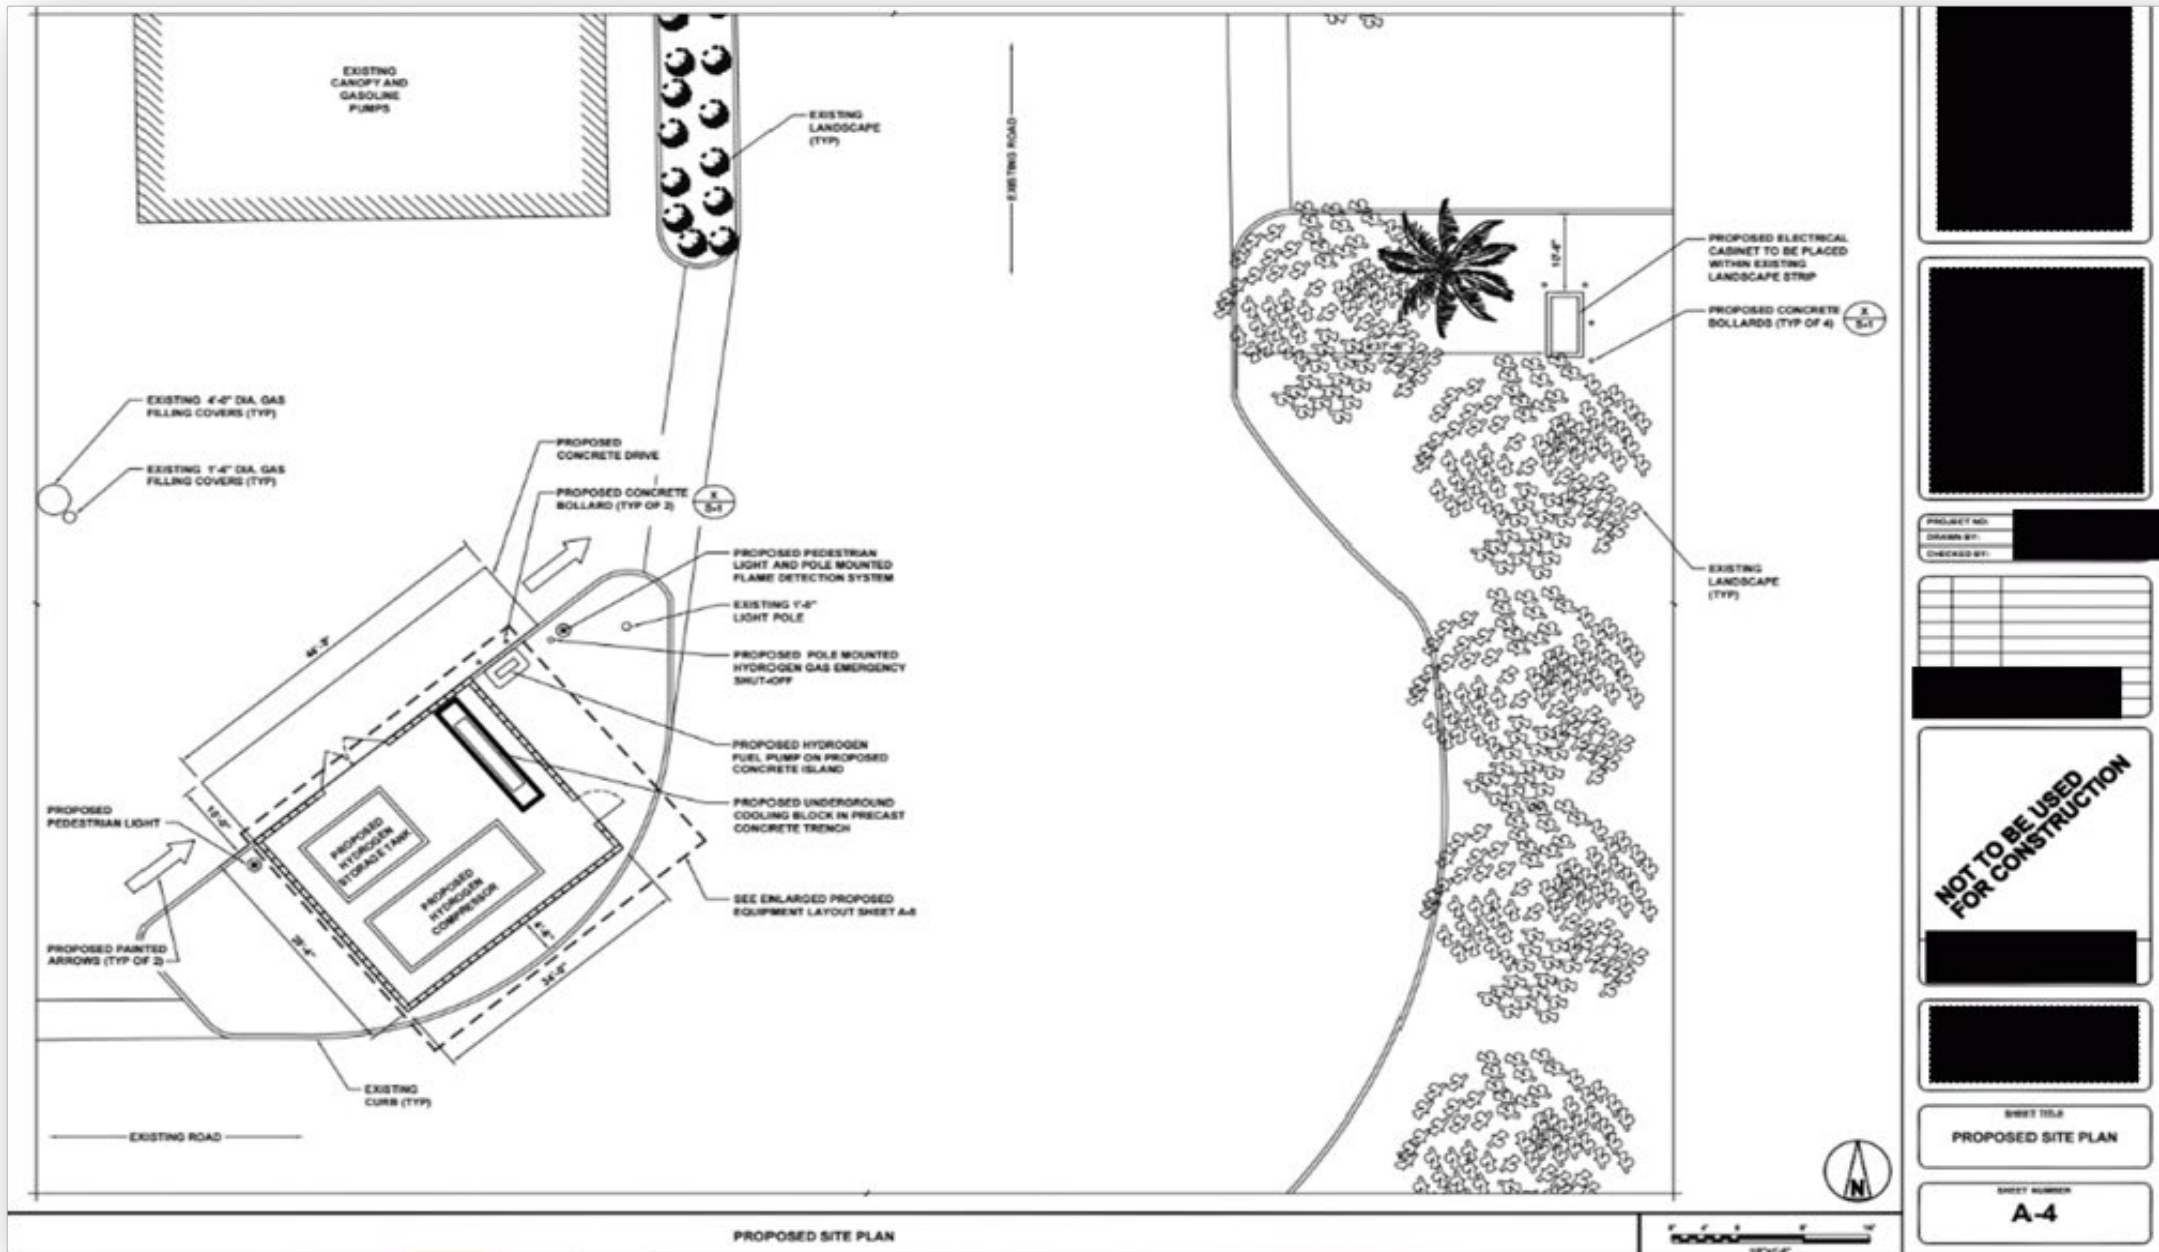 EXISTING
CANOPY AND
GASOLINE
PUMPS
EXISTING
LANDSCAPE
(TYP)
EXISTING ROAD
PROPOSED ELECTRICAL
CABINET TO BE PLACED
WITHIN EXISTING
LANDSCAPE STRIP
PROPOSED CONCRETE
BOLLARDS (TYP OF 4)
X
S-1
EXISTING 4'-0" DIA. GAS
FILLING COVERS (TYP)
EXISTING 1'-6" DIA. GAS
FILLING COVERS (TYP)
PROPOSED
CONCRETE DRIVE
PROPOSED CONCRETE
BOLLARD (TYP OF 2)
X
S-1
PROPOSED PEDESTRIAN
LIGHT AND POLE MOUNTED
FLAME DETECTION SYSTEM
EXISTING 1'-8"
LIGHT POLE
PROPOSED POLE MOUNTED
HYDROGEN GAS EMERGENCY
SHUT-OFF
PROPOSED HYDROGEN
FUEL PUMP ON PROPOSED
CONCRETE ISLAND
PROPOSED UNDERGROUND
COOLING BLOCK IN PRECAST
CONCRETE TRENCH
SEE ENLARGED PROPOSED
EQUIPMENT LAYOUT SHEET
EXISTING
LANDSCAPE
(TYP)
10'-0"
PROPOSED
PEDESTRIAN LIGHT
PROPOSED
HYDROGEN
STORAGE TANK
PROPOSED
HYDROGEN
COMPRESSOR
PROPOSED PAINTED
ARROWS (TYP OF 2)
EXISTING
CURB (TYP)
EXISTING ROAD
N
PROPOSED SITE PLAN
PROJECT NO:
DRAWN BY:
CHECKED BY:
NOT TO BE USED
FOR CONSTRUCTION
SHEET TITLE
PROPOSED SITE PLAN
SHEET NUMBER
A-4